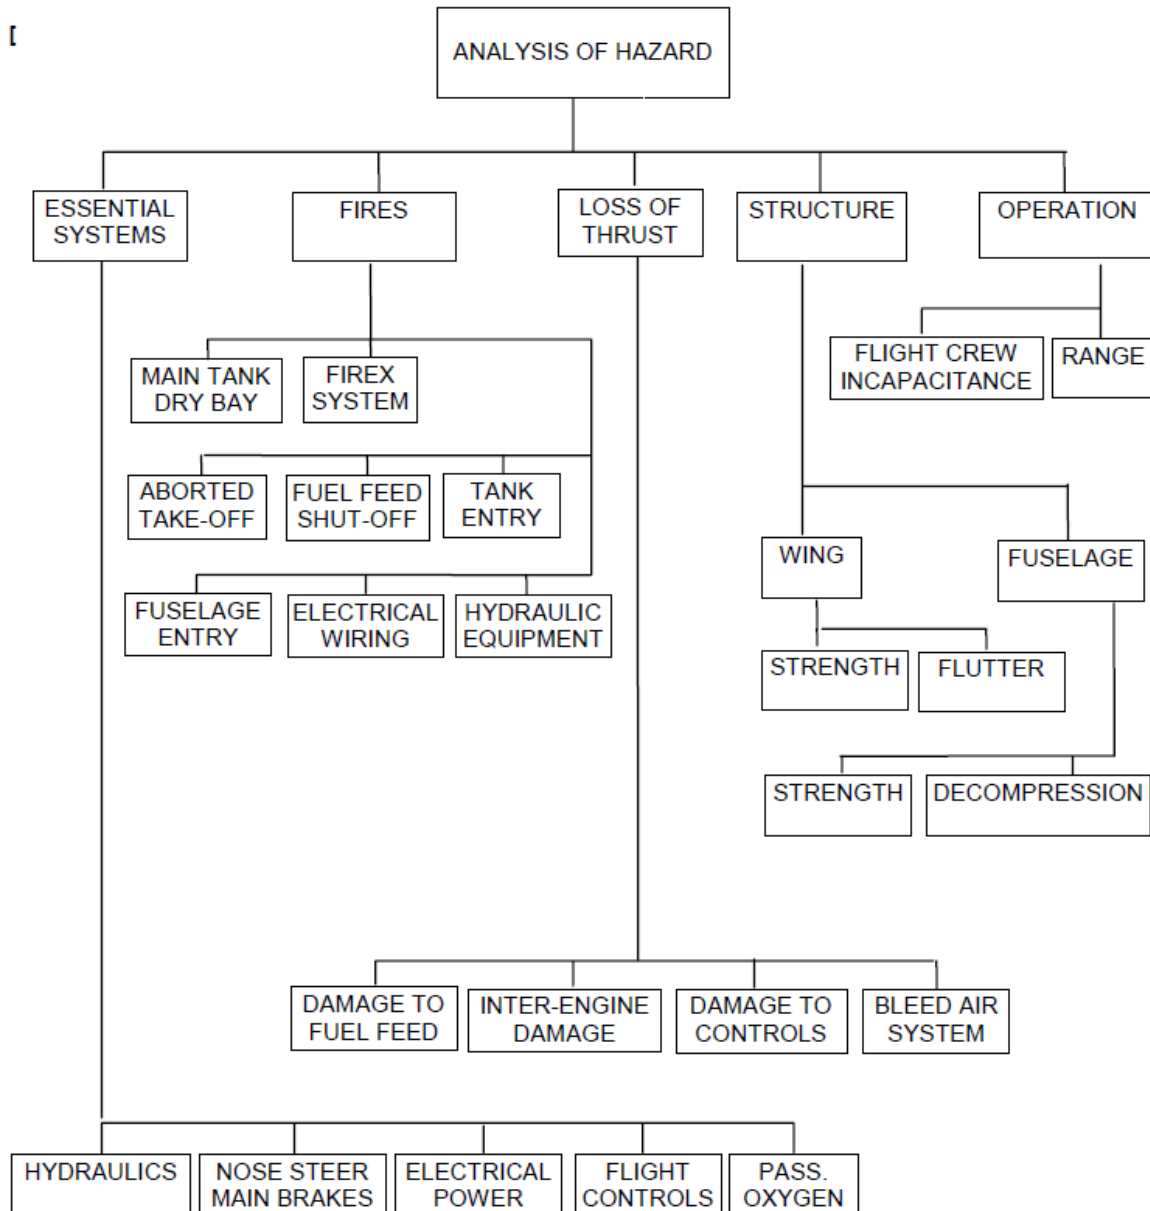 [
ANALYSIS OF HAZARD
ESSENTIAL
SYSTEMS
FIRES
LOSS OF
THRUST
STRUCTURE
OPERATION
MAIN TANK
DRY BAY
FIREX
SYSTEM
FLIGHT CREW
INCAPACITANCE
RANGE
ABORTED
TAKE-OFF
FUEL FEED
SHUT-OFF
TANK
ENTRY
WING
FUSELAGE
FUSELAGE
ENTRY
ELECTRICAL
WIRING
HYDRAULIC
EQUIPMENT
STRENGTH
FLUTTER
STRENGTH
DECOMPRESSION
DAMAGE TO
FUEL FEED
INTER-ENGINE
DAMAGE
DAMAGE TO
CONTROLS
BLEED AIR
SYSTEM
HYDRAULICS
NOSE STEER
MAIN BRAKES
ELECTRICAL
POWER
FLIGHT
CONTROLS
PASS.
OXYGEN